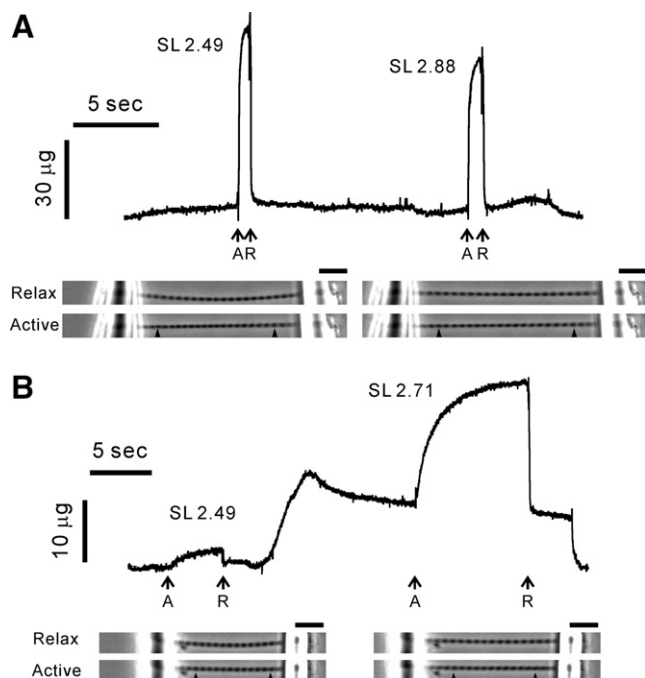 A
SL 2.49
SL 2.88
5 sec
30 µg
A R
A R
Relax
Active
B
SL 2.71
5 sec
SL 2.49
10 µg
A R A R
Relax
Active